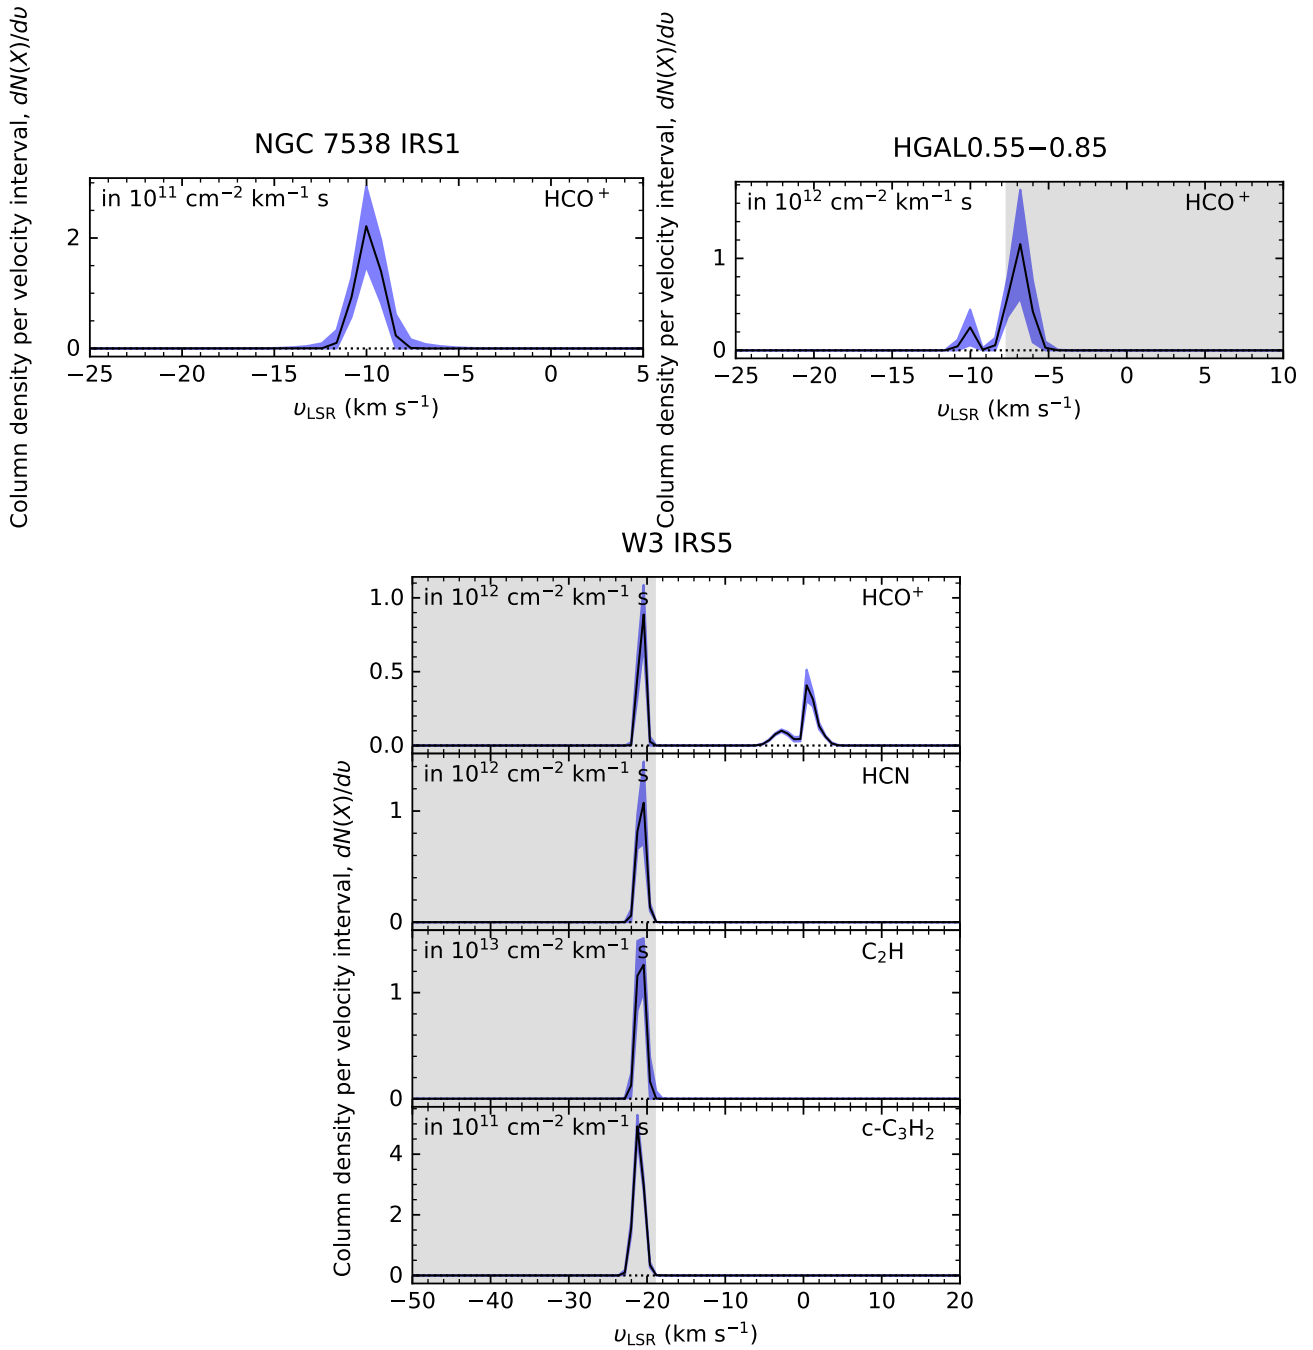 Column density per velocity interval, dN(X)/dυ
NGC 7538 IRS1
in 10¹¹ cm⁻² km⁻¹ s
HCO⁺
2
0
−25 −20 −15 −10 −5 0 5
υLSR (km s⁻¹)
Column density per velocity interval, dN(X)/dυ
HGAL0.55−0.85
in 10¹² cm⁻² km⁻¹ s
HCO⁺
1
0
−25 −20 −15 −10 −5 0 5 10
υLSR (km s⁻¹)
W3 IRS5
Column density per velocity interval, dN(X)/dυ
in 10¹² cm⁻² km⁻¹ s
HCO⁺
1.0
0.5
0.0
in 10¹² cm⁻² km⁻¹ s
HCN
1
0
in 10¹³ cm⁻² km⁻¹ s
C₂H
1
0
in 10¹¹ cm⁻² km⁻¹ s
c-C₃H₂
4
2
0
−50 −40 −30 −20 −10 0 10 20
υLSR (km s⁻¹)